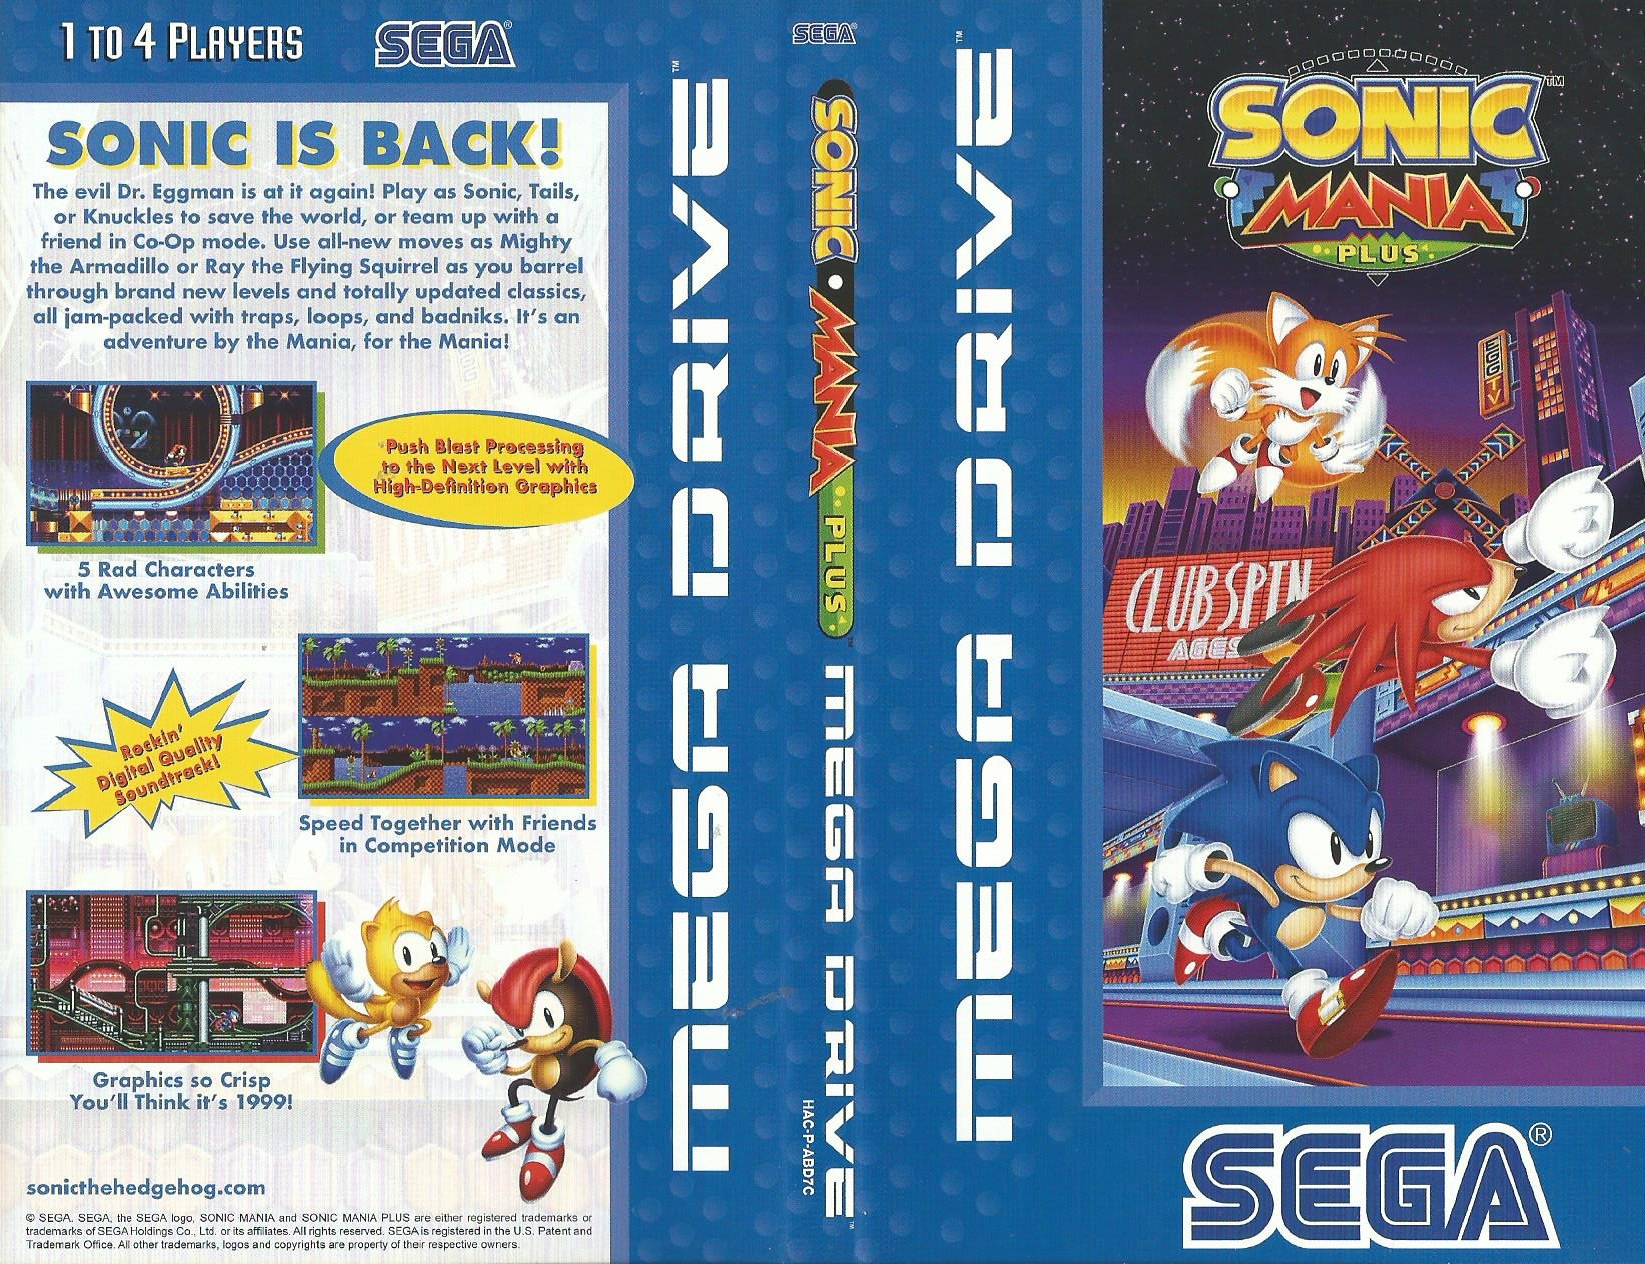 1 TO 4 PLAYERS
SEGA®
SONIC IS BACK!
The evil Dr. Eggman is at it again! Play as Sonic, Tails,
or Knuckles to save the world, or team up with a
friend in Co-Op mode. Use all-new moves as Mighty
the Armadillo or Ray the Flying Squirrel as you barrel
through brand new levels and totally updated classics,
all jam-packed with traps, loops, and badniks. It's an
adventure by the Mania, for the Mania!
Push Blast Processing
to the Next Level with
High-Definition Graphics
5 Rad Characters
with Awesome Abilities
Rockin'
Digital Quality
Soundtrack!
Speed Together with Friends
in Competition Mode
Graphics so Crisp
You'll Think it's 1999!
sonicthehedgehog.com
© SEGA. SEGA, the SEGA logo, SONIC MANIA and SONIC MANIA PLUS are either registered trademarks or
trademarks of SEGA Holdings Co., Ltd. or its affiliates. All rights reserved. SEGA is registered in the U.S. Patent and
Trademark Office. All other trademarks, logos and copyrights are property of their respective owners.
MEGA DRIVE™
SEGA®
SONIC MANIA PLUS™
MEGA DRIVE™
HAC-P-ABD7C
MEGA DRIVE™
SONIC™
MANIA
PLUS
EGG TV
CLUB SPIN
AGES
SEGA®